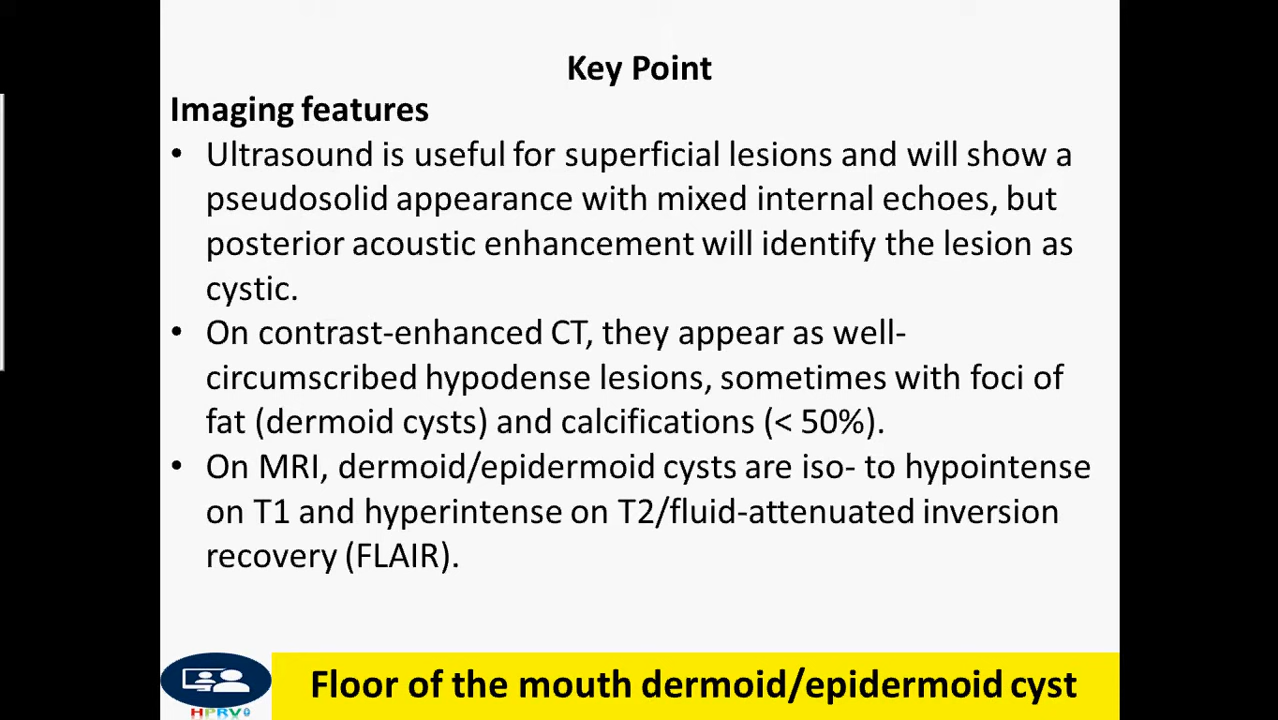 Key Point
Imaging features
• Ultrasound is useful for superficial lesions and will show a
pseudosolid appearance with mixed internal echoes, but
posterior acoustic enhancement will identify the lesion as
cystic.
• On contrast-enhanced CT, they appear as well-
circumscribed hypodense lesions, sometimes with foci of
fat (dermoid cysts) and calcifications (< 50%).
• On MRI, dermoid/epidermoid cysts are iso- to hypointense
on T1 and hyperintense on T2/fluid-attenuated inversion
recovery (FLAIR).
Floor of the mouth dermoid/epidermoid cyst
HPRV